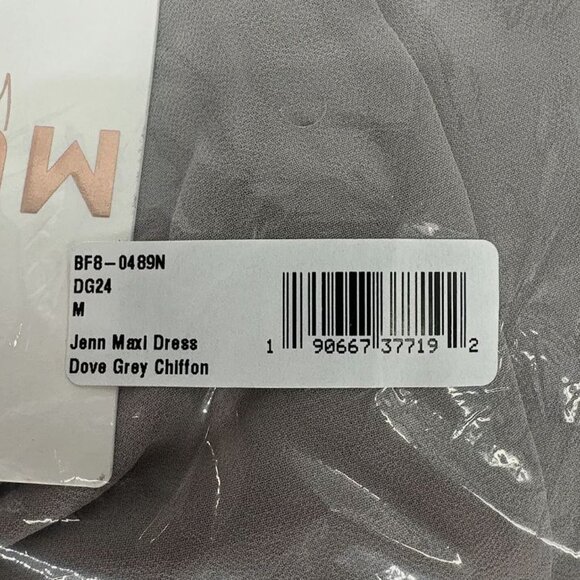 BF8-0489N
DG24
M
Jenn Maxi Dress
Dove Grey Chiffon
1 90667 37719 2